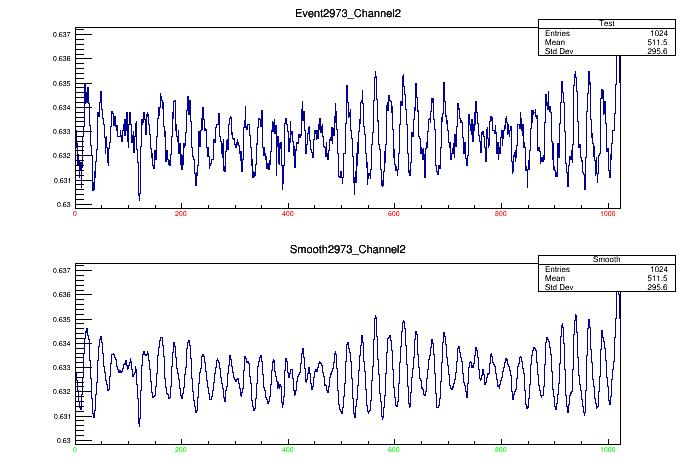 Event2973_Channel2
Test
Entries 1024
Mean 511.5
Std Dev 295.6
0.637
0.636
0.635
0.634
0.633
0.632
0.631
0.63
0 200 400 600 800 1000
Smooth2973_Channel2
Smooth
Entries 1024
Mean 511.5
Std Dev 295.6
0.637
0.636
0.635
0.634
0.633
0.632
0.631
0.63
0 200 400 600 800 1000